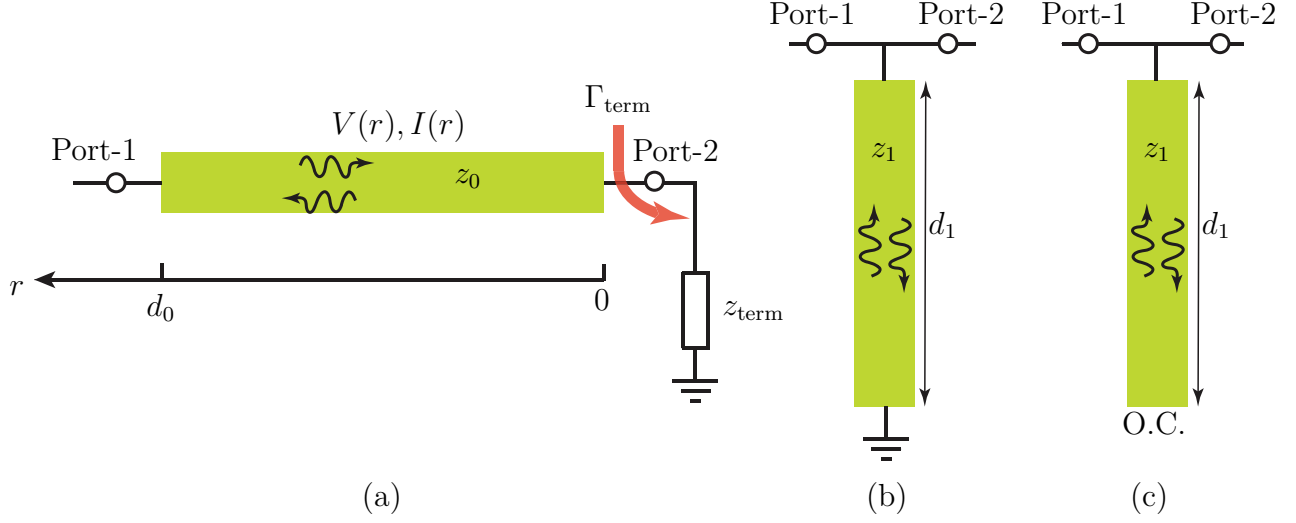 Port-1
V(r), I(r)
z₀
Γterm
Port-2
zterm
r
d₀
0
(a)
Port-1
Port-2
z₁
d₁
(b)
Port-1
Port-2
z₁
d₁
O.C.
(c)